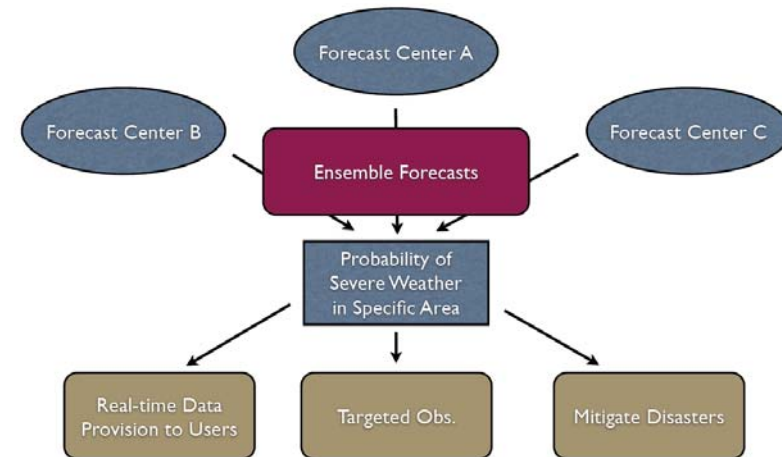 Forecast Center A
Forecast Center B
Forecast Center C
Ensemble Forecasts
Probability of
Severe Weather
in Specific Area
Real-time Data
Provision to Users
Targeted Obs.
Mitigate Disasters